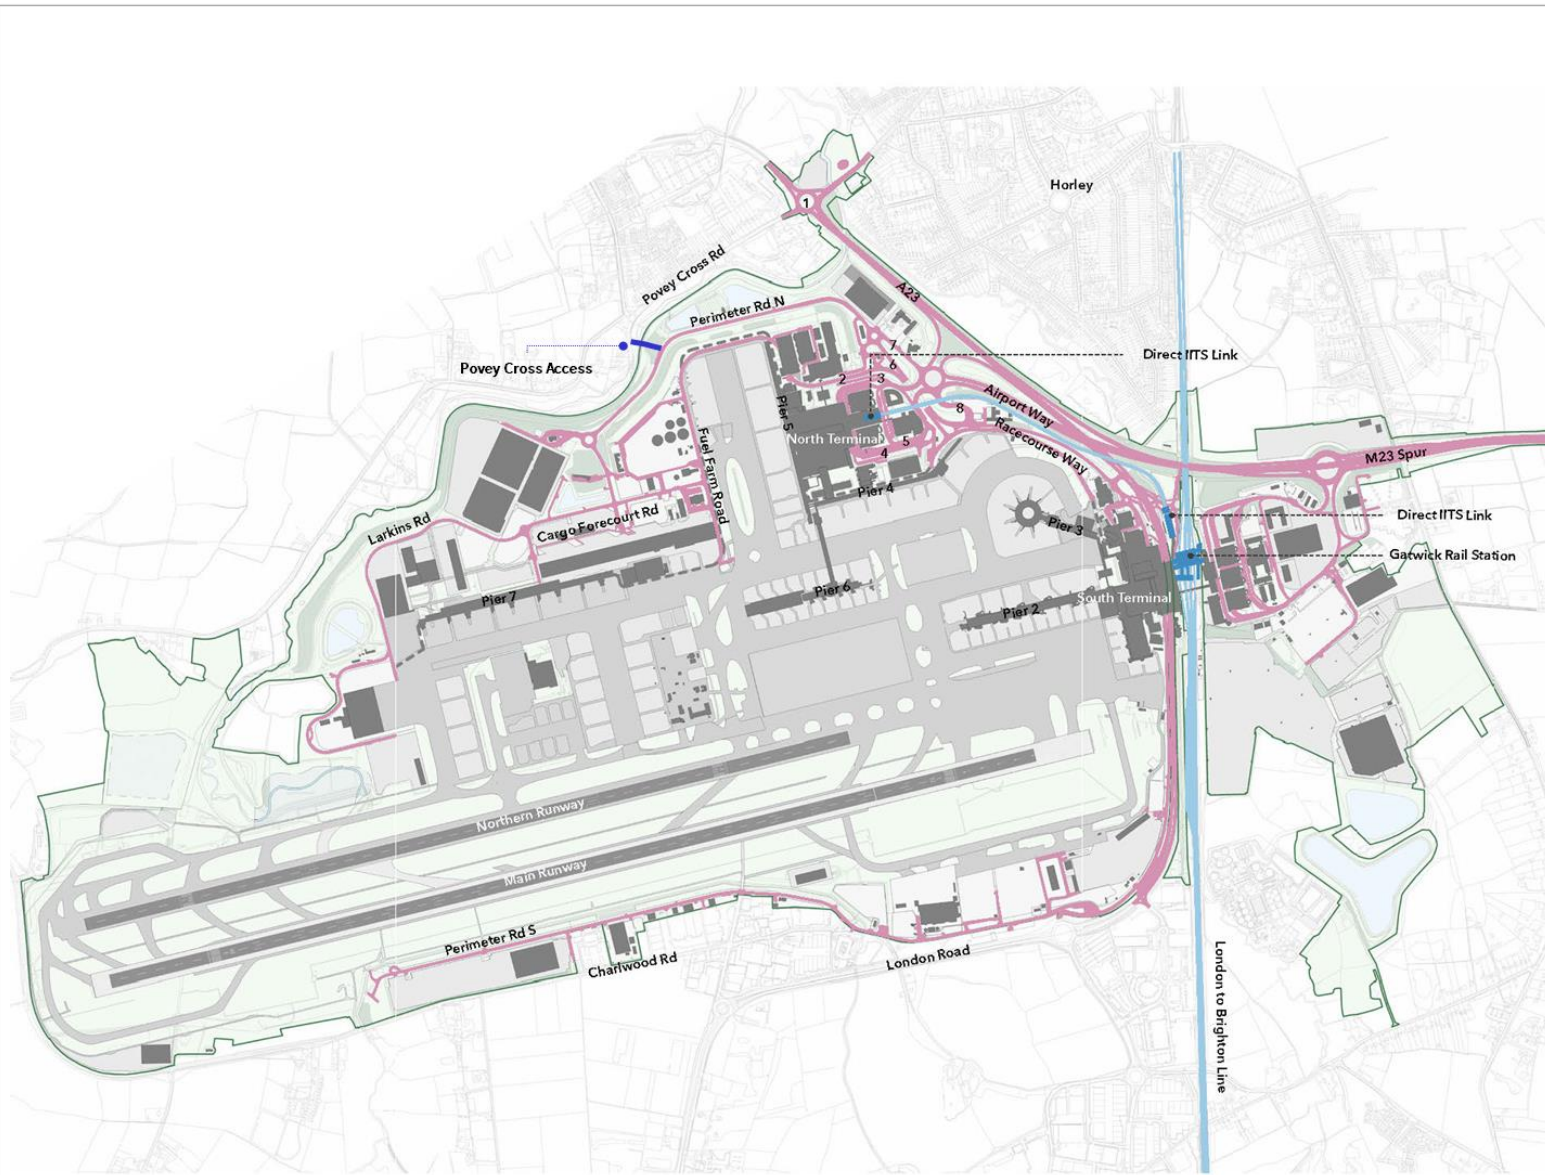 Horley
1
Povey Cross Rd
A23
Perimeter Rd N
7
Direct IITS Link
6
Povey Cross Access
2
3
Airport Way
Pier 5
8
North Terminal
5
Racecourse Way
4
M23 Spur
Fuel Farm Road
Pier 4
Direct IITS Link
Larkins Rd
Cargo Forecourt Rd
Pier 3
Gatwick Rail Station
Pier 7
Pier 6
South Terminal
Pier 2
Northern Runway
Main Runway
Perimeter Rd S
Charlwood Rd
London Road
London to Brighton Line